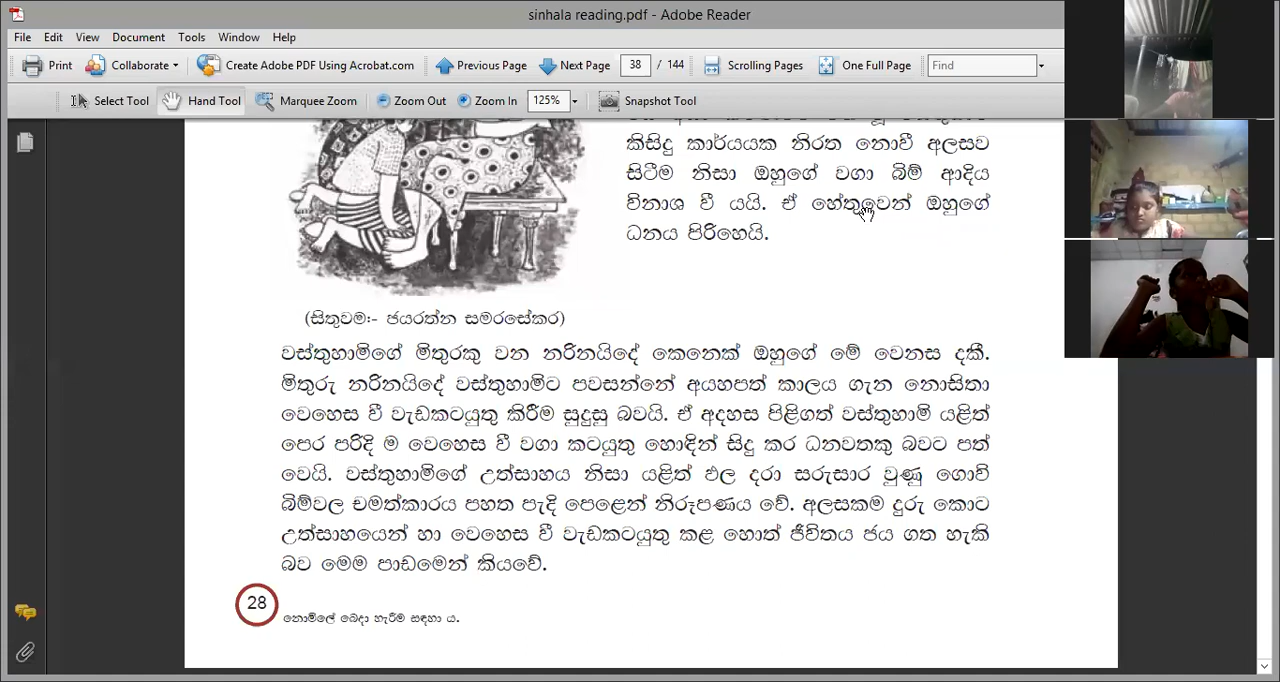 sinhala reading.pdf - Adobe Reader
File Edit View Document Tools Window Help
Print Collaborate Create Adobe PDF Using Acrobat.com Previous Page Next Page 38 / 144 Scrolling Pages One Full Page Find
Select Tool Hand Tool Marquee Zoom Zoom Out Zoom In 125% Snapshot Tool
කිසිදු කාර්යයක නිරත නොවී අලසව
සිටීම නිසා ඔහුගේ වගා බිම් ආදිය
විනාශ වී යයි. ඒ හේතුවෙන් ඔහුගේ
ධනය පිරිහෙයි.
(සිතුවම:- ජයරත්න සමරසේකර)
වස්තුහාමිගේ මිතුරකු වන නරිනයිදේ කෙනෙක් ඔහුගේ මේ වෙනස දකී.
මිතුරු නරිනයිදේ වස්තුහාමිට පවසන්නේ අයහපත් කාලය ගැන නොසිතා
වෙහෙස වී වැඩකටයුතු කිරීම සුදුසු බවයි. ඒ අදහස පිළිගත් වස්තුහාමි යළිත්
පෙර පරිදි ම වෙහෙස වී වගා කටයුතු හොඳින් සිදු කර ධනවතකු බවට පත්
වෙයි. වස්තුහාමිගේ උත්සාහය නිසා යළිත් ඵල දරා සරුසාර වුණු ගොවි
බිම්වල චමත්කාරය පහත පැදි පෙළෙන් නිරූපණය වේ. අලසකම දුරු කොට
උත්සාහයෙන් හා වෙහෙස වී වැඩකටයුතු කළ හොත් ජීවිතය ජය ගත හැකි
බව මෙම පාඩමෙන් කියවේ.
28
නොමිලේ බෙදා හැරීම සඳහා ය.